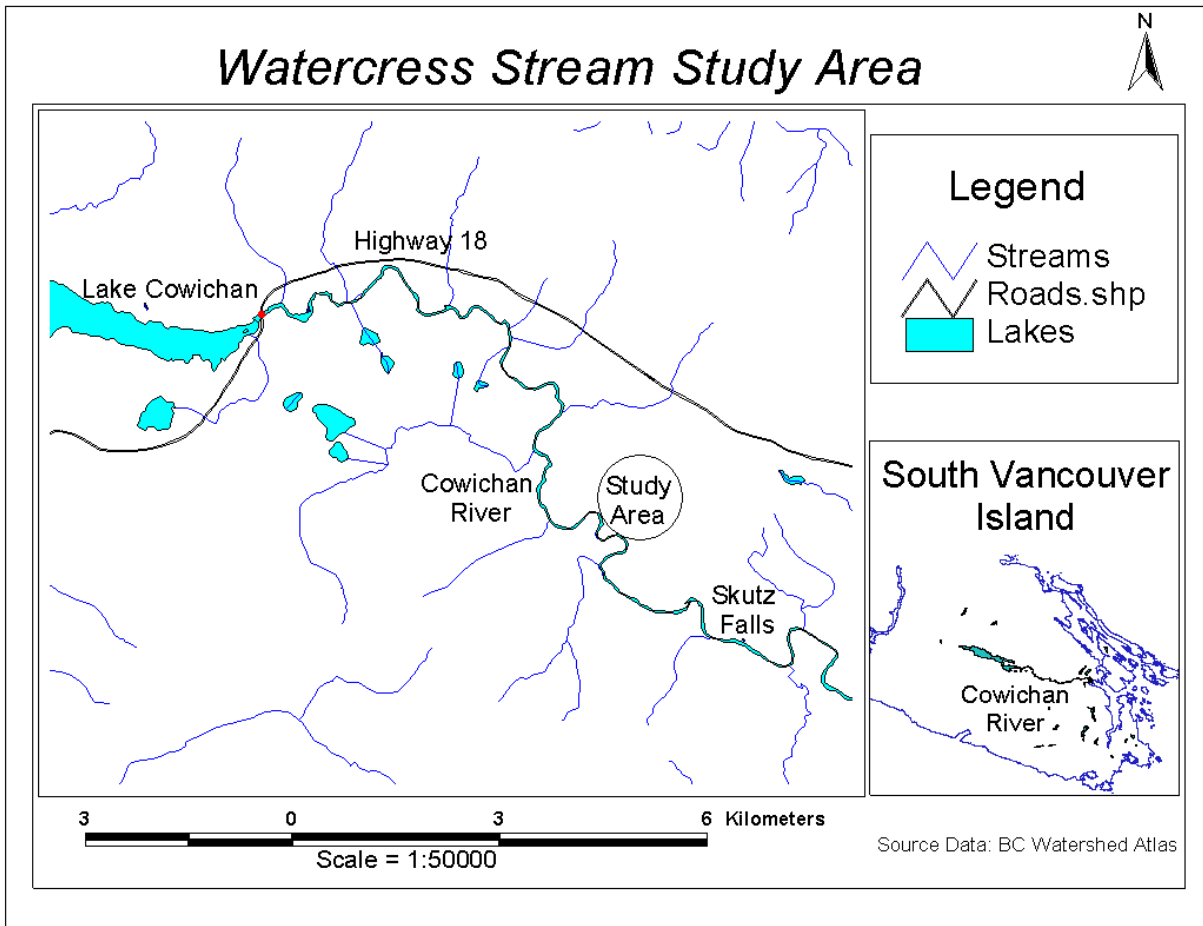 Watercress Stream Study Area
N
Highway 18
Lake Cowichan
Cowichan
River
Study
Area
Skutz
Falls
Legend
Streams
Roads.shp
Lakes
South Vancouver
Island
Cowichan
River
3 0 3 6 Kilometers
Scale = 1:50000
Source Data: BC Watershed Atlas